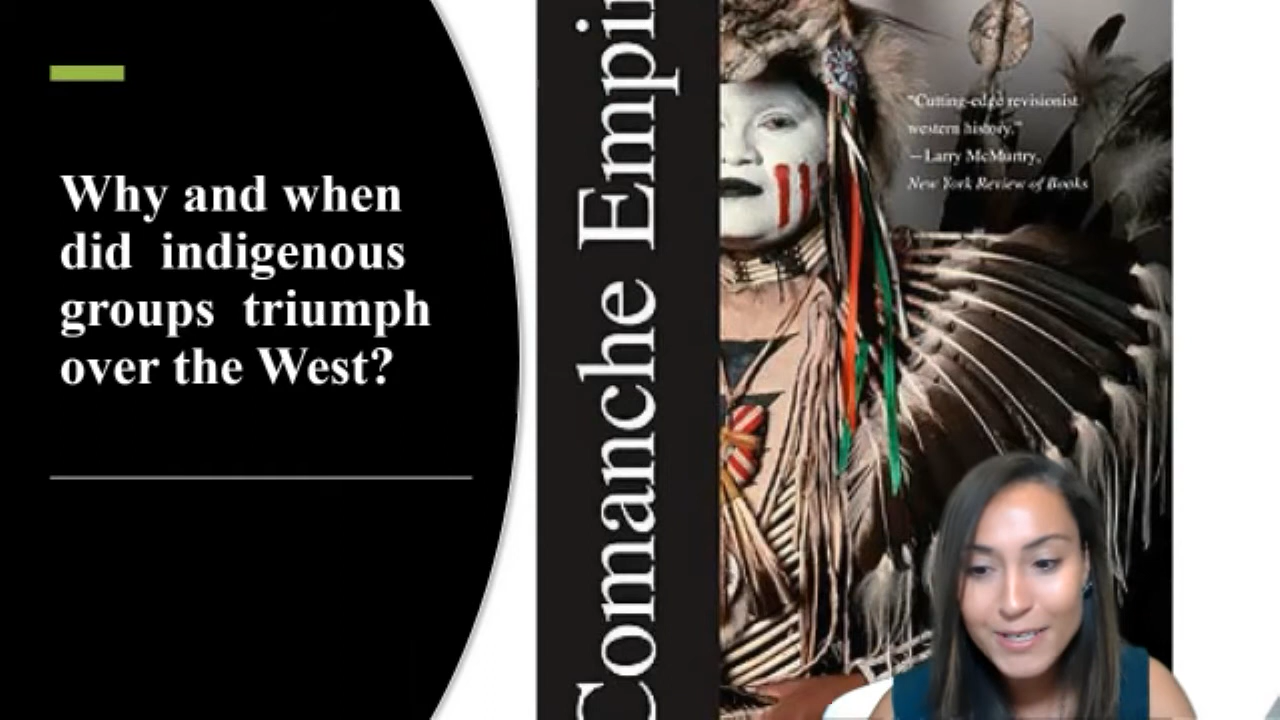 Why and when
did indigenous
groups triumph
over the West?
Comanche Empi
"Cutting-edge revisionist
western history."
—Larry McMurtry,
New York Review of Books